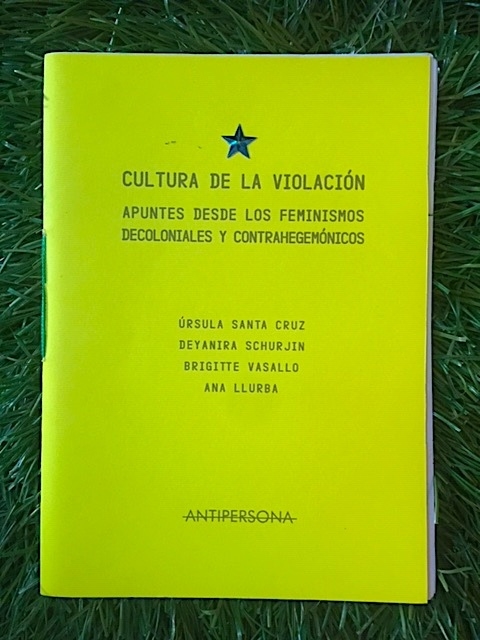 CULTURA DE LA VIOLACIÓN
APUNTES DESDE LOS FEMINISMOS
DECOLONIALES Y CONTRAHEGEMÓNICOS
ÚRSULA SANTA CRUZ
DEYANIRA SCHURJIN
BRIGITTE VASALLO
ANA LLURBA
ANTIPERSONA